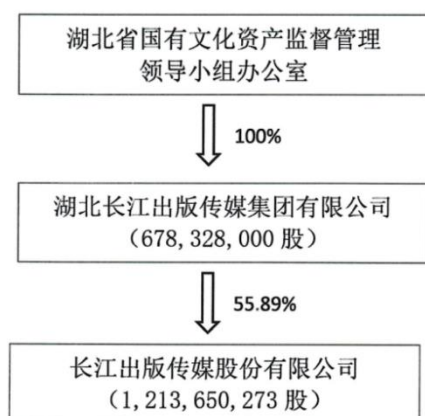 湖北省国有文化资产监督管理
领导小组办公室
100%
湖北长江出版传媒集团有限公司
（678,328,000 股）
55.89%
长江出版传媒股份有限公司
（1,213,650,273 股）